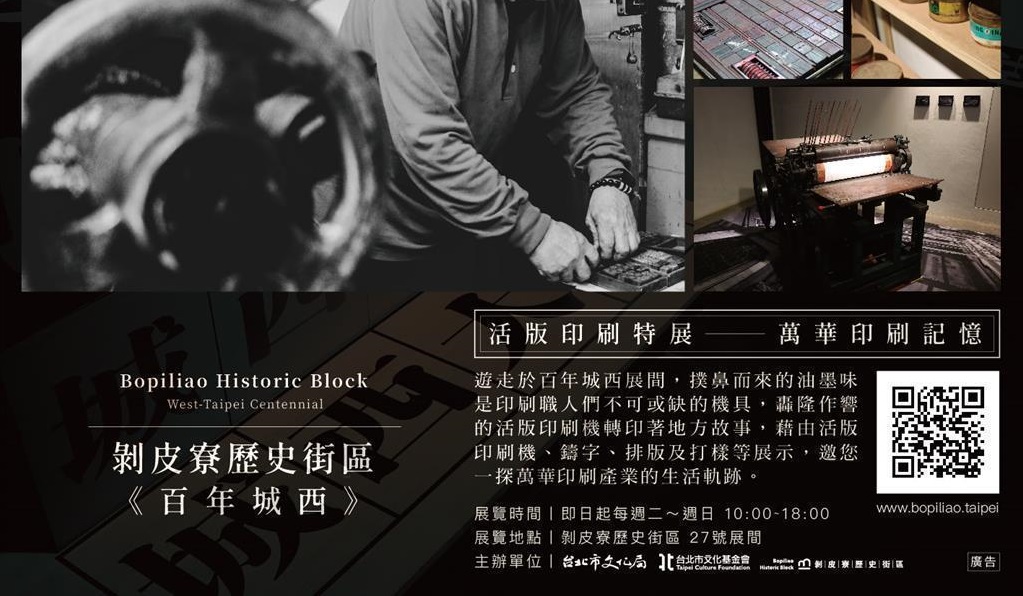 活版印刷特展——萬華印刷記憶
Bopiliao Historic Block
West-Taipei Centennial
剝皮寮歷史街區
《百年城西》
遊走於百年城西展間，撲鼻而來的油墨味
是印刷職人們不可或缺的機具，轟隆作響
的活版印刷機轉印著地方故事，藉由活版
印刷機、鑄字、排版及打樣等展示，邀您
一探萬華印刷產業的生活軌跡。
www.bopiliao.taipei
展覽時間｜即日起每週二～週日 10:00-18:00
展覽地點｜剝皮寮歷史街區 27號展間
主辦單位｜台北市文化局 台北市文化基金會 Taipei Culture Foundation Bopiliao Historic Block 剝皮寮歷史街區
廣告